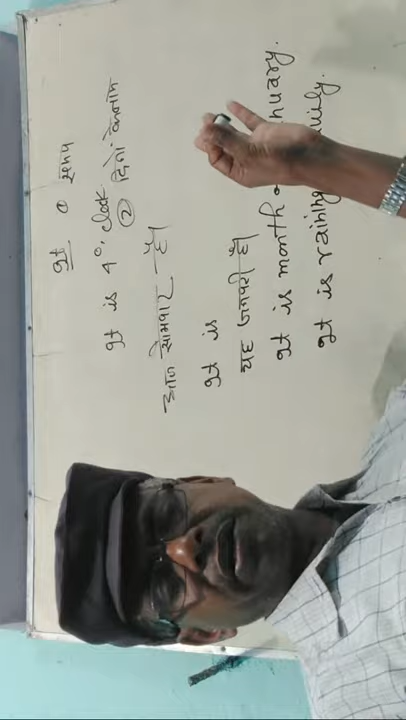 It ① समय
It is 4 o'clock.
② दिनों के नाम
आज सोमवार है।
It is
यह जनवरी है।
It is month nuary.
It is raining